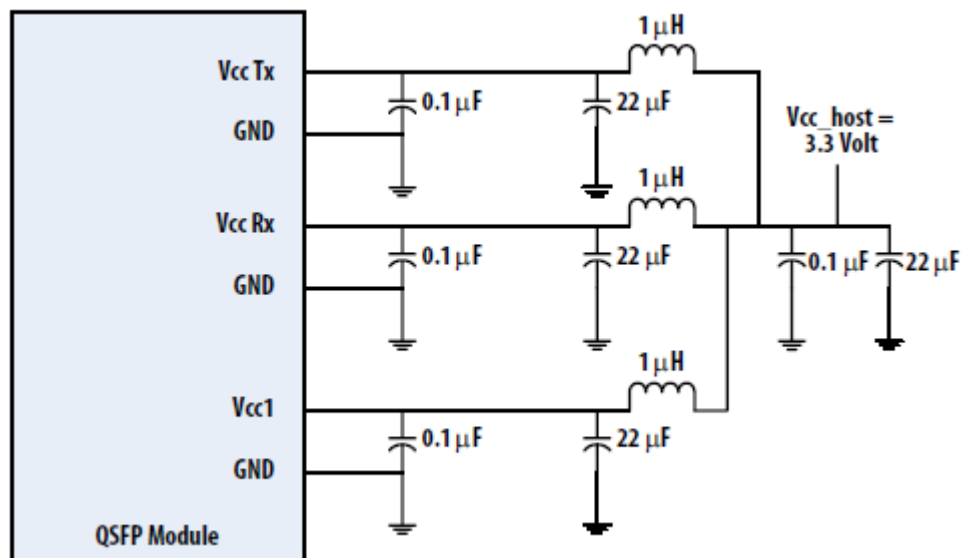 1 μH
Vcc Tx
0.1 μF
22 μF
GND
Vcc_host =
3.3 Volt
1 μH
Vcc Rx
0.1 μF
22 μF
0.1 μF
22 μF
GND
1 μH
Vcc1
0.1 μF
22 μF
GND
QSFP Module